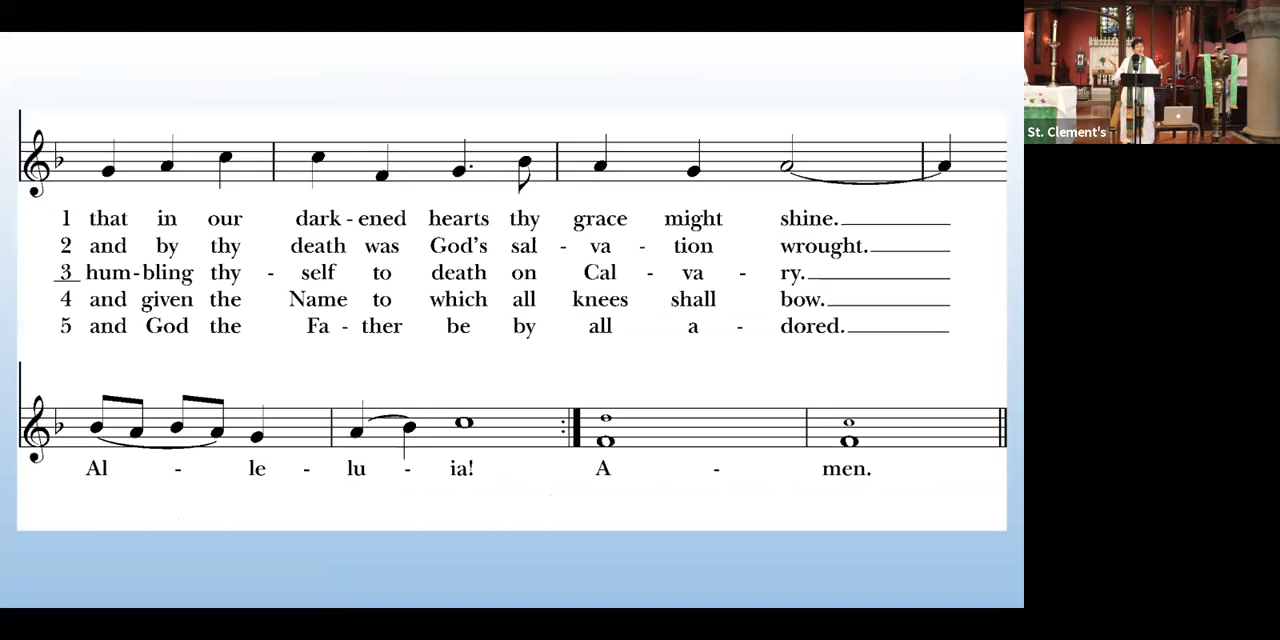 1 that in our dark - ened hearts thy grace might shine.
2 and by thy death was God's sal - va - tion wrought.
3 hum - bling thy - self to death on Cal - va - ry.
4 and given the Name to which all knees shall bow.
5 and God the Fa - ther be by all a - dored.
Al - le - lu - ia! A - men.
St. Clement's